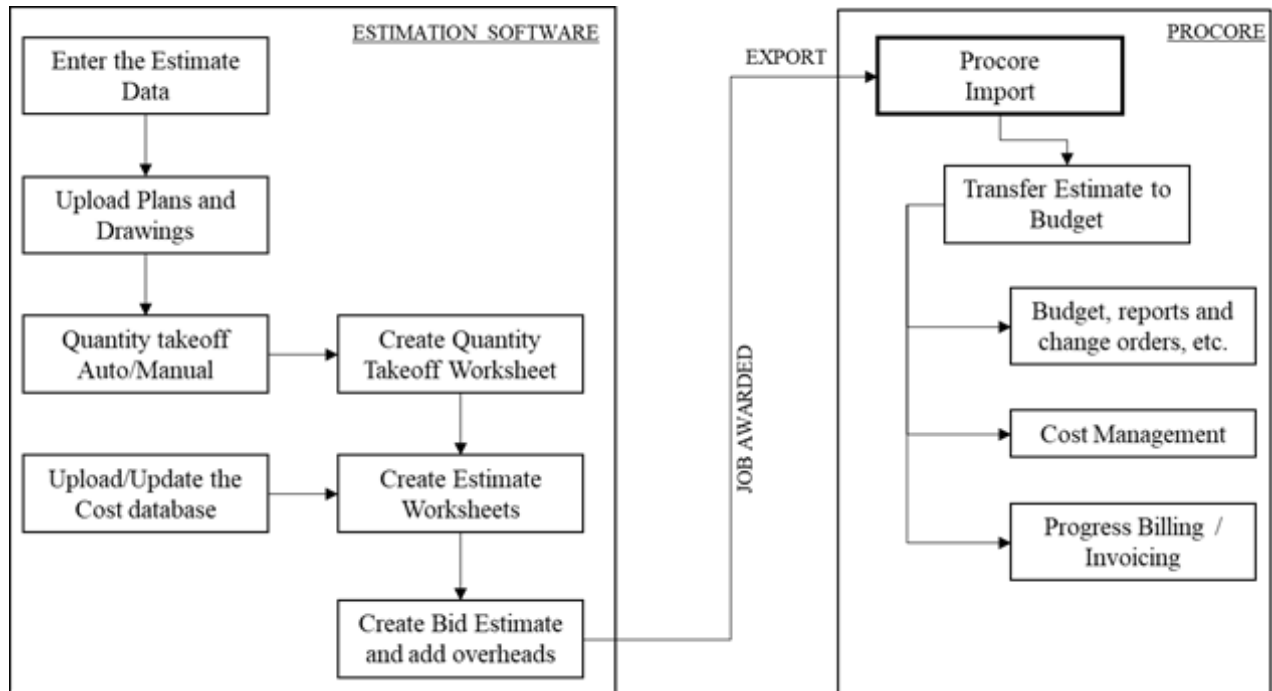 ESTIMATION SOFTWARE
Enter the Estimate
Data
Upload Plans and
Drawings
Quantity takeoff
Auto/Manual
Create Quantity
Takeoff Worksheet
Upload/Update the
Cost database
Create Estimate
Worksheets
Create Bid Estimate
and add overheads
JOB AWARDED
EXPORT
PROCORE
Procore
Import
Transfer Estimate to
Budget
Budget, reports and
change orders, etc.
Cost Management
Progress Billing /
Invoicing